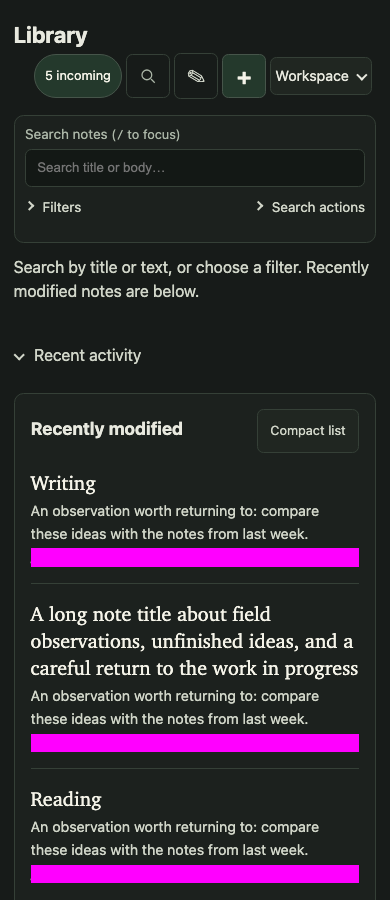 Library
5 incoming
Workspace
Search notes (/ to focus)
Search title or body…
Filters
Search actions
Search by title or text, or choose a filter. Recently
modified notes are below.
Recent activity
Recently modified
Compact list
Writing
An observation worth returning to: compare
these ideas with the notes from last week.
A long note title about field
observations, unfinished ideas, and a
careful return to the work in progress
An observation worth returning to: compare
these ideas with the notes from last week.
Reading
An observation worth returning to: compare
these ideas with the notes from last week.